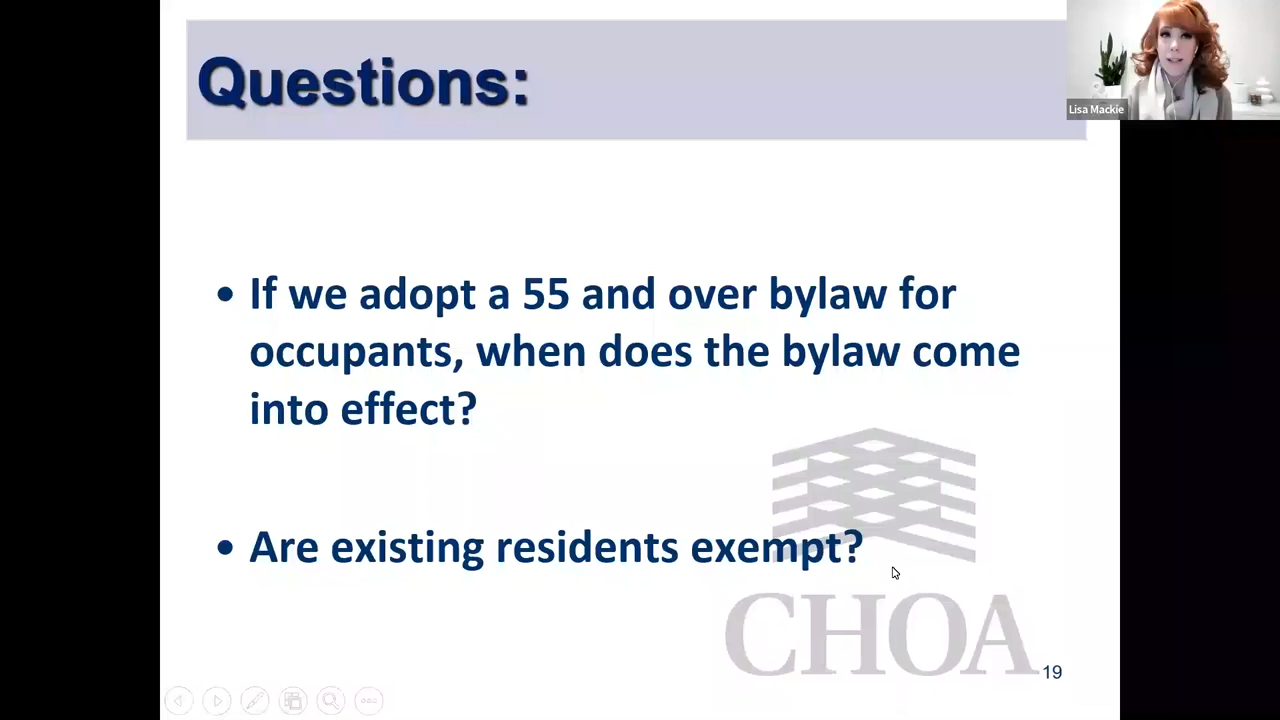 Questions:
Lisa Mackie
• If we adopt a 55 and over bylaw for
occupants, when does the bylaw come
into effect?
• Are existing residents exempt?
CHOA
19